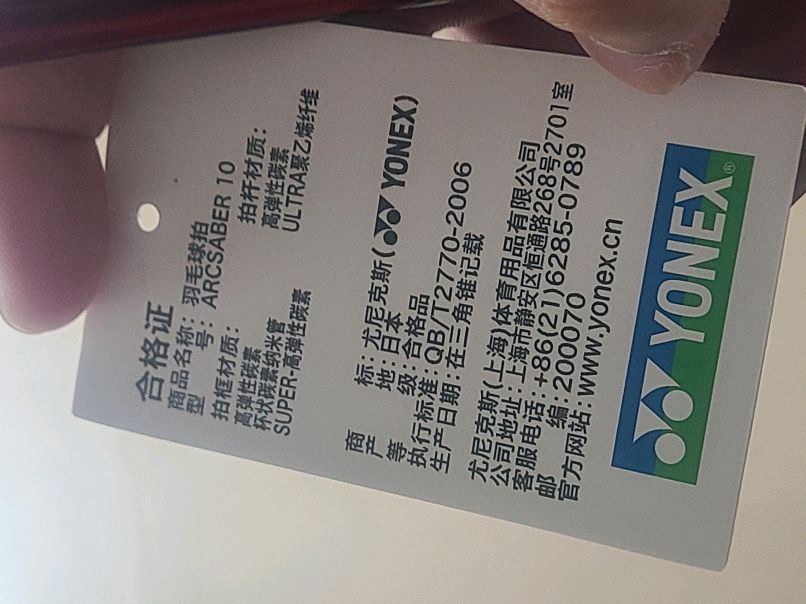 合格证
商品名称：羽毛球拍
型号：ARCSABER 10
拍框材质：
高弹性碳素
杯状碳素纳米管
SUPER-高弹性碳素
拍杆材质：
高弹性碳素
ULTRA聚乙烯纤维
商标：尤尼克斯(YONEX)
产地：日本
等级：合格品
执行标准：QB/T2770-2006
生产日期：在三角锥记载
尤尼克斯(上海)体育用品有限公司
公司地址：上海市静安区恒通路268号2701室
客服电话：+86(21)6285-0789
邮编：200070
官方网站：www.yonex.cn
YONEX®